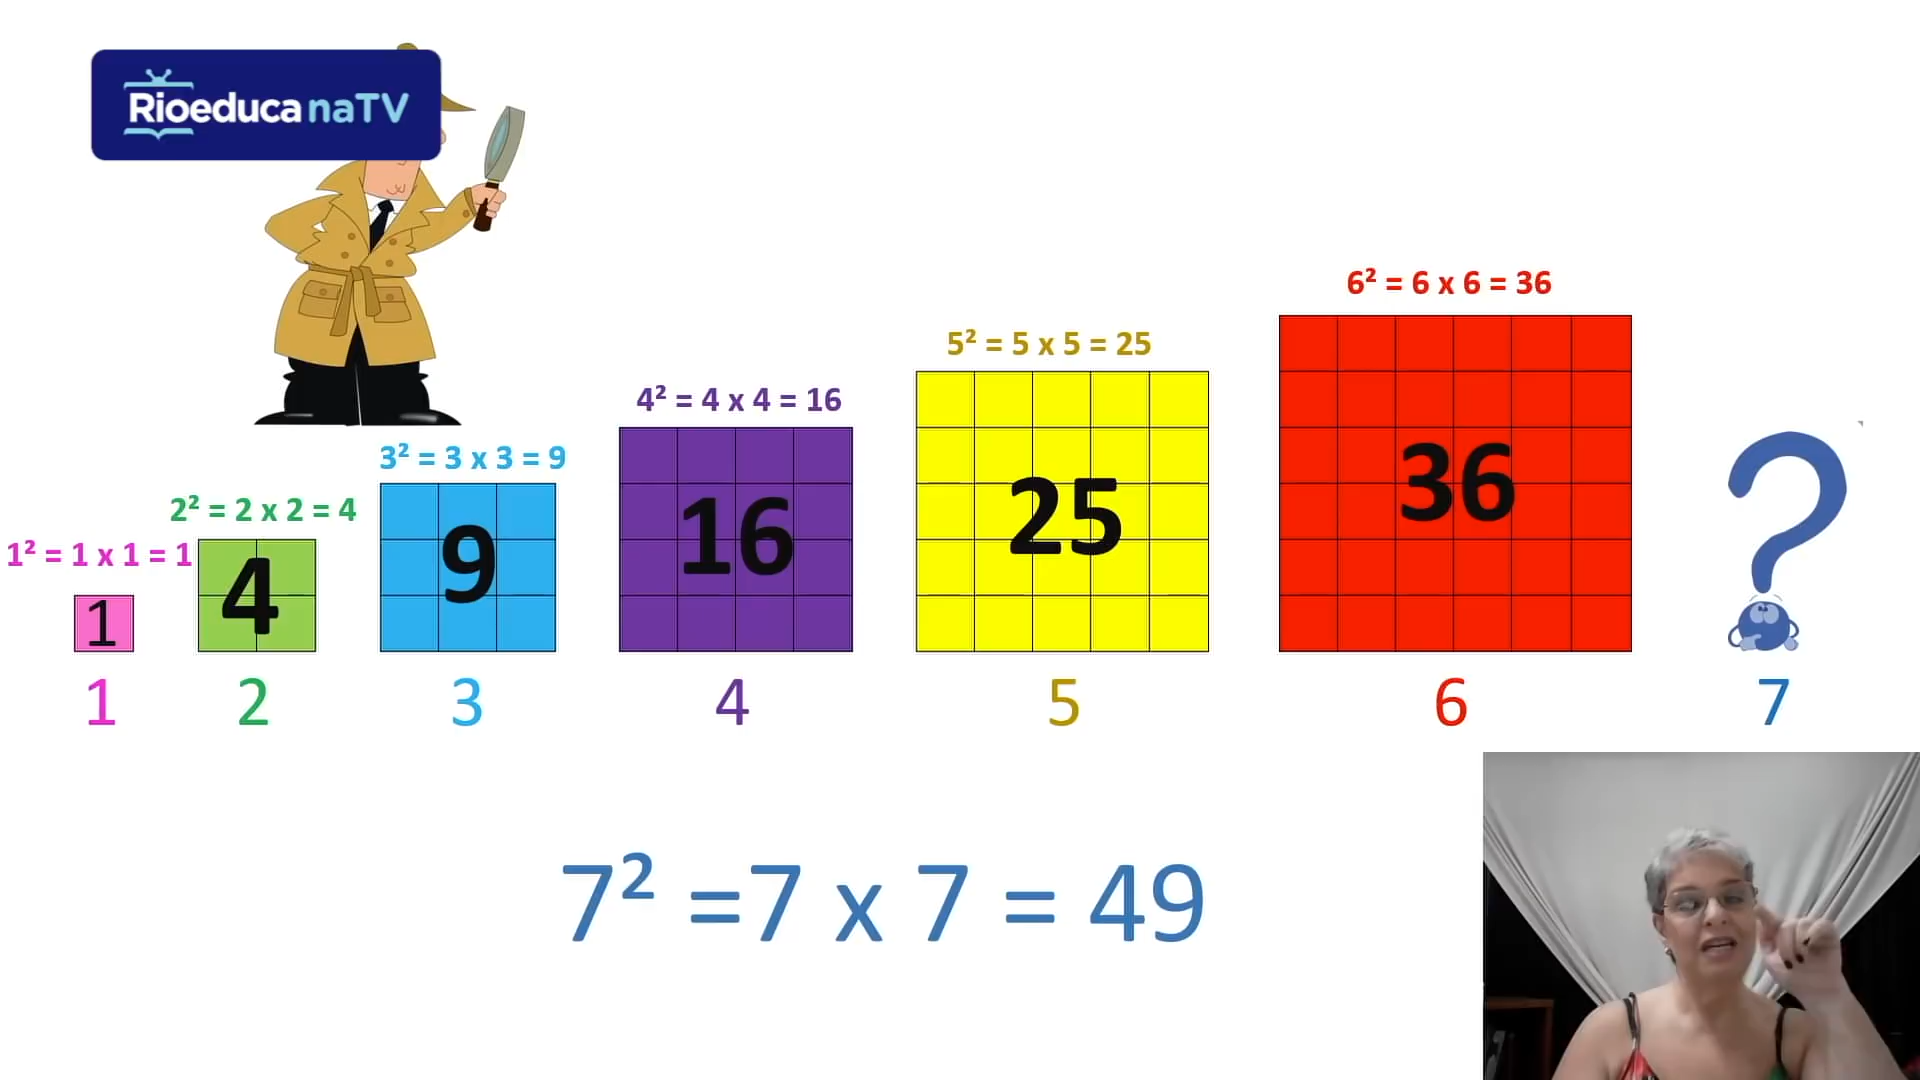 Rioeduca naTV
6² = 6 x 6 = 36
5² = 5 x 5 = 25
4² = 4 x 4 = 16
3² = 3 x 3 = 9
2² = 2 x 2 = 4
1² = 1 x 1 = 1
1
4
9
16
25
36
1
2
3
4
5
6
7
7² =7 x 7 = 49